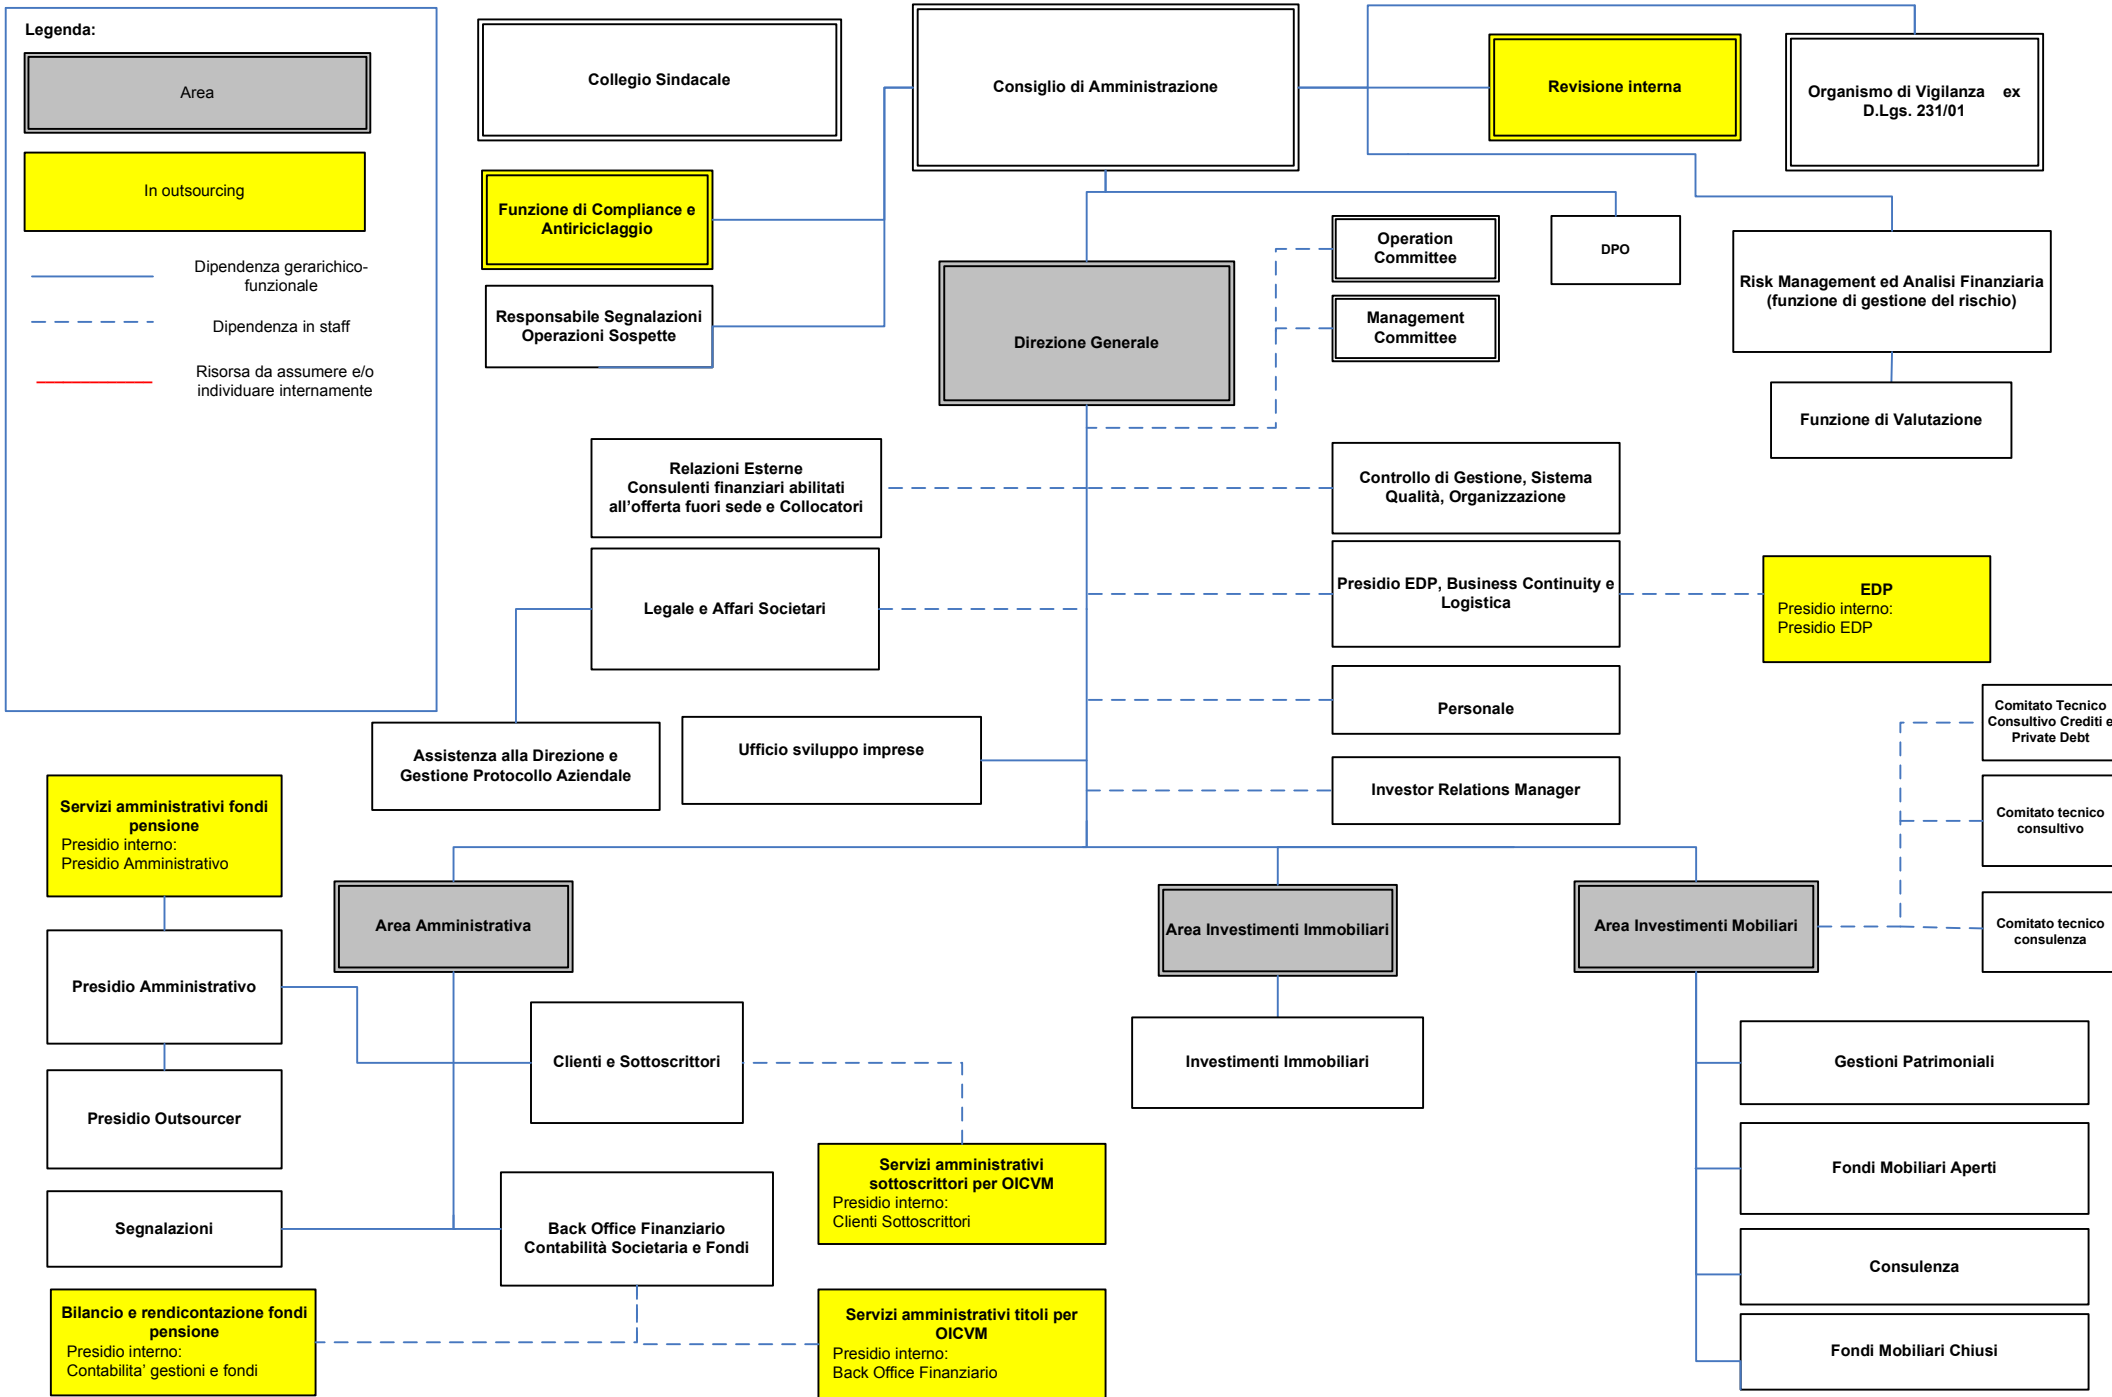 Legenda:
Area
In outsourcing
Dipendenza gerarichico-
funzionale
Dipendenza in staff
Risorsa da assumere e/o
individuare internamente
Collegio Sindacale
Consiglio di Amministrazione
Revisione interna
Organismo di Vigilanza ex
D.Lgs. 231/01
Funzione di Compliance e
Antiriciclaggio
Responsabile Segnalazioni
Operazioni Sospette
Direzione Generale
Operation
Committee
Management
Committee
DPO
Risk Management ed Analisi Finanziaria
(funzione di gestione del rischio)
Funzione di Valutazione
Relazioni Esterne
Consulenti finanziari abilitati
all'offerta fuori sede e Collocatori
Controllo di Gestione, Sistema
Qualità, Organizzazione
Legale e Affari Societari
Presidio EDP, Business Continuity e
Logistica
EDP
Presidio interno:
Presidio EDP
Assistenza alla Direzione e
Gestione Protocollo Aziendale
Ufficio sviluppo imprese
Personale
Investor Relations Manager
Comitato Tecnico
Consultivo Crediti e
Private Debt
Comitato tecnico
consultivo
Comitato tecnico
consulenza
Servizi amministrativi fondi
pensione
Presidio interno:
Presidio Amministrativo
Area Amministrativa
Area Investimenti Immobiliari
Area Investimenti Mobiliari
Presidio Amministrativo
Clienti e Sottoscrittori
Investimenti Immobiliari
Gestioni Patrimoniali
Presidio Outsourcer
Servizi amministrativi
sottoscrittori per OICVM
Presidio interno:
Clienti Sottoscrittori
Fondi Mobiliari Aperti
Segnalazioni
Back Office Finanziario
Contabilità Societaria e Fondi
Consulenza
Bilancio e rendicontazione fondi
pensione
Presidio interno:
Contabilita' gestioni e fondi
Servizi amministrativi titoli per
OICVM
Presidio interno:
Back Office Finanziario
Fondi Mobiliari Chiusi